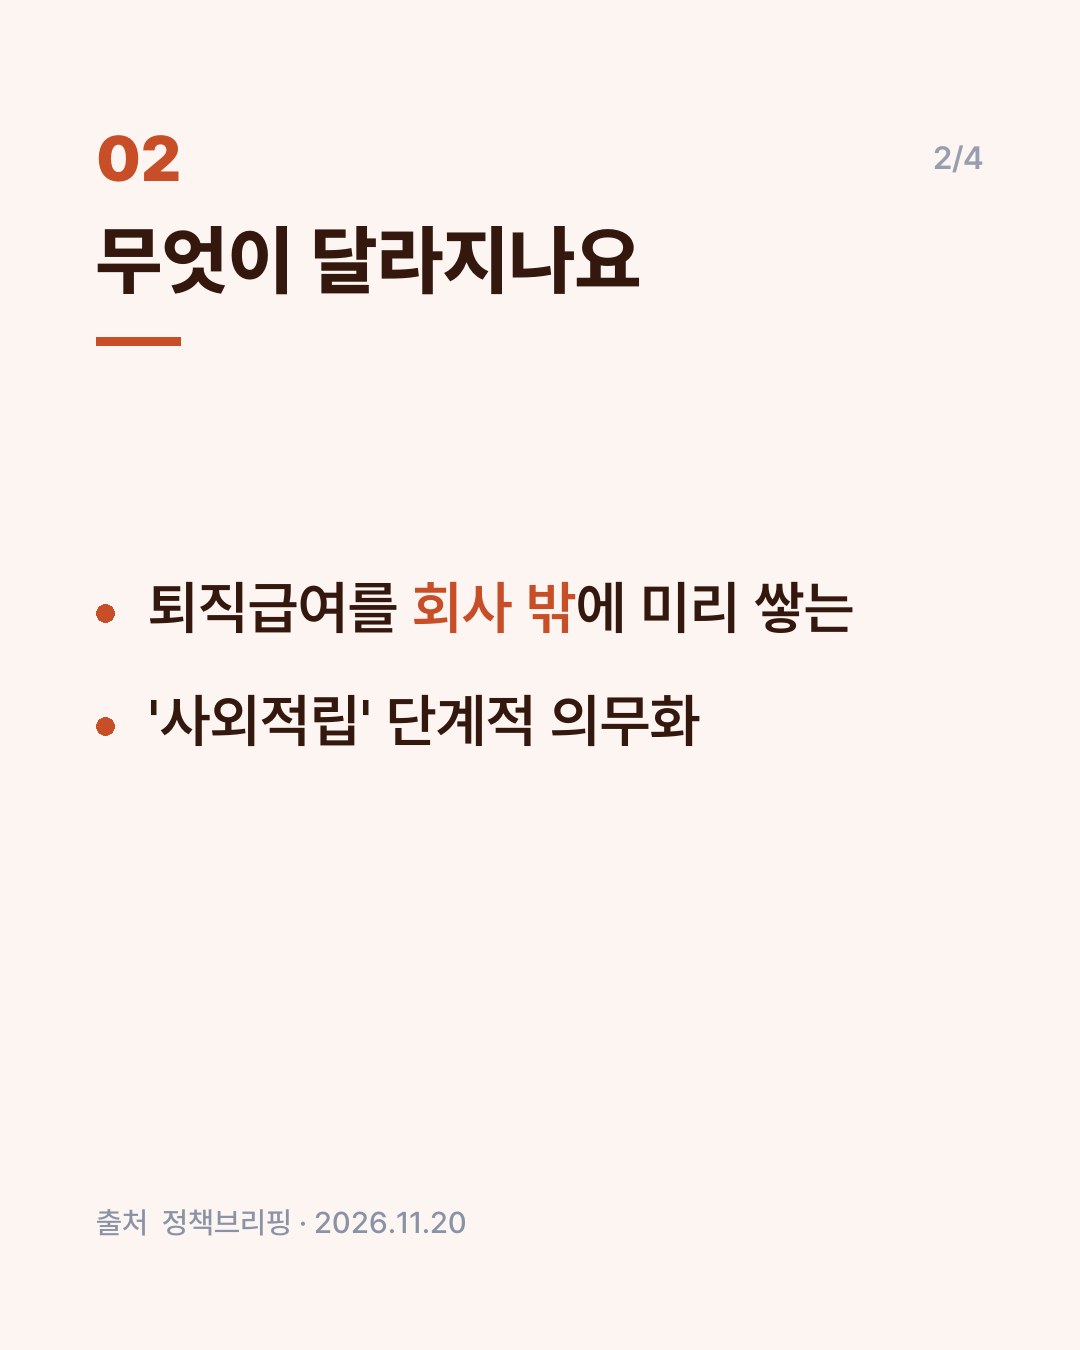 02
2/4
무엇이 달라지나요
• 퇴직급여를 회사 밖에 미리 쌓는
• '사외적립' 단계적 의무화
출처 정책브리핑 · 2026.11.20